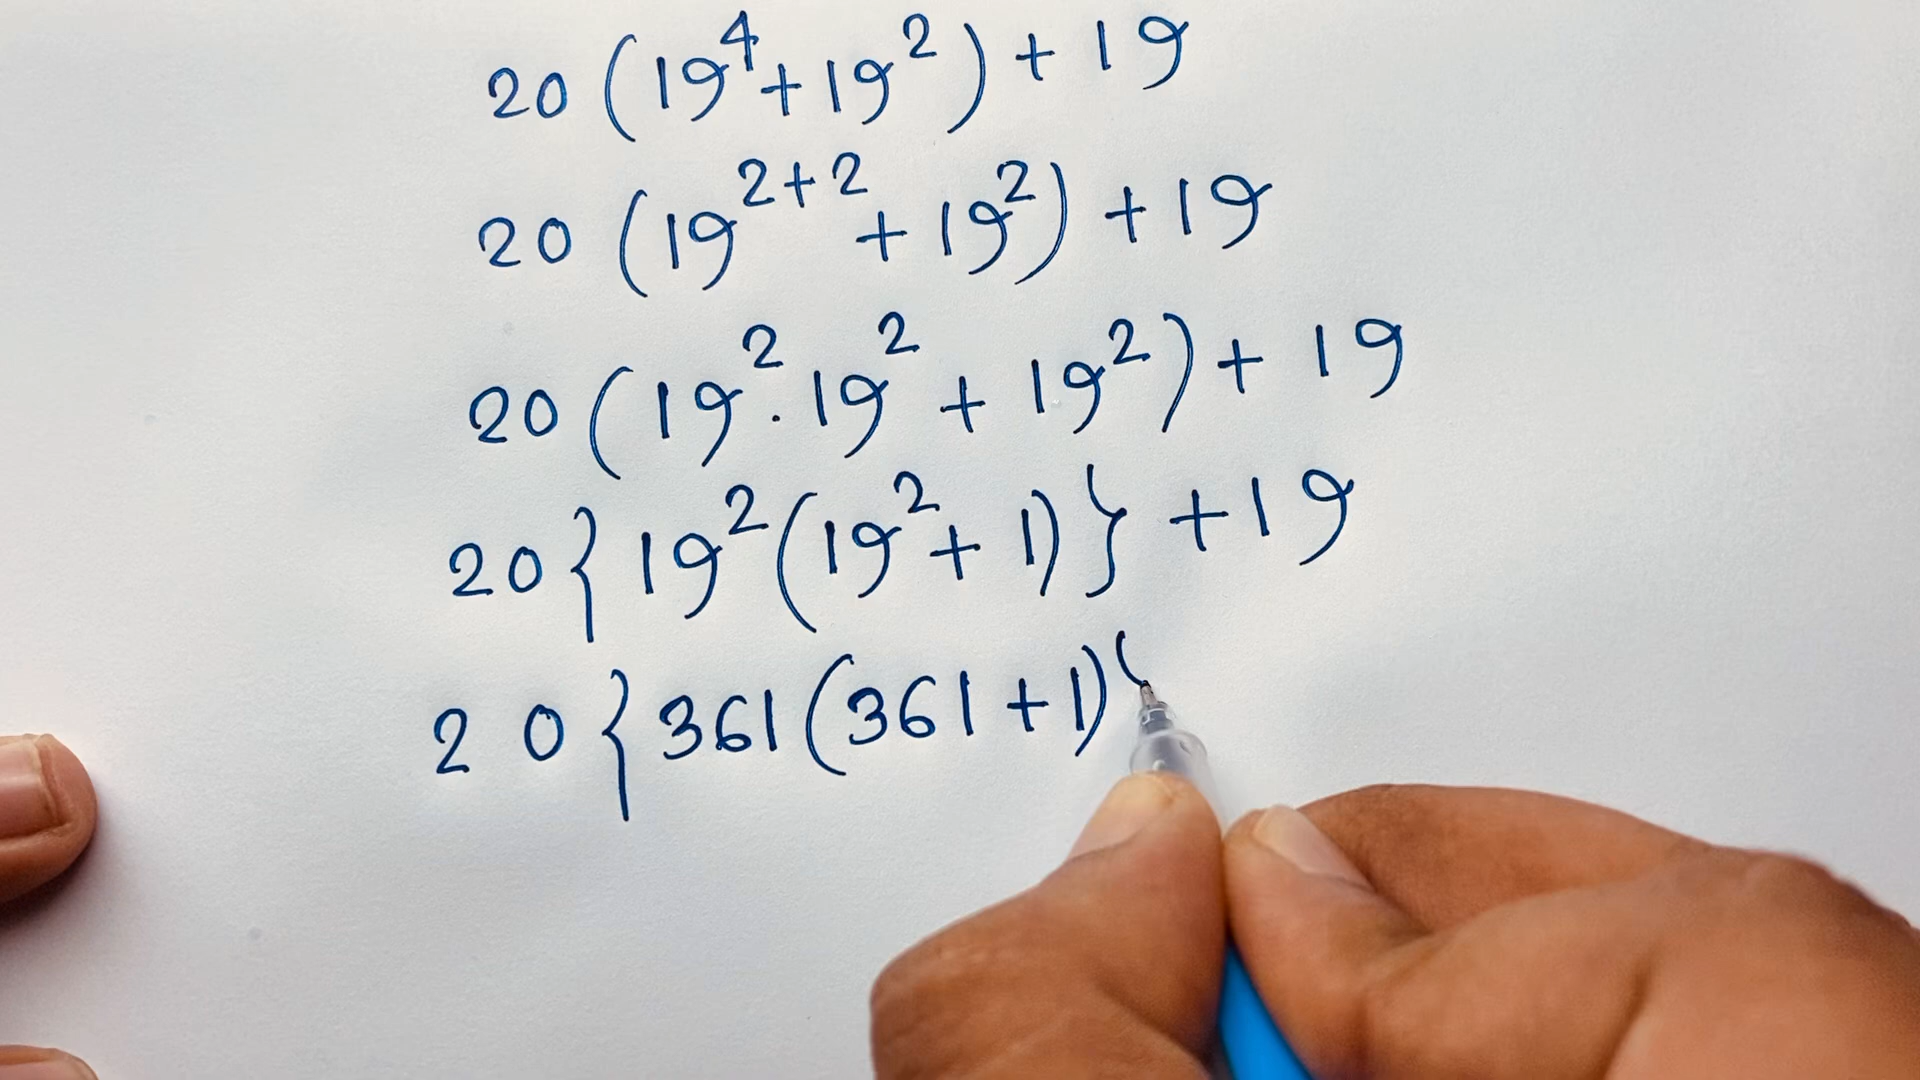 20 (19⁴ + 19²) + 19
20 (19²⁺² + 19²) + 19
20 (19² . 19² + 19²) + 19
20 { 19² (19² + 1) } + 19
20 { 361 (361 + 1)